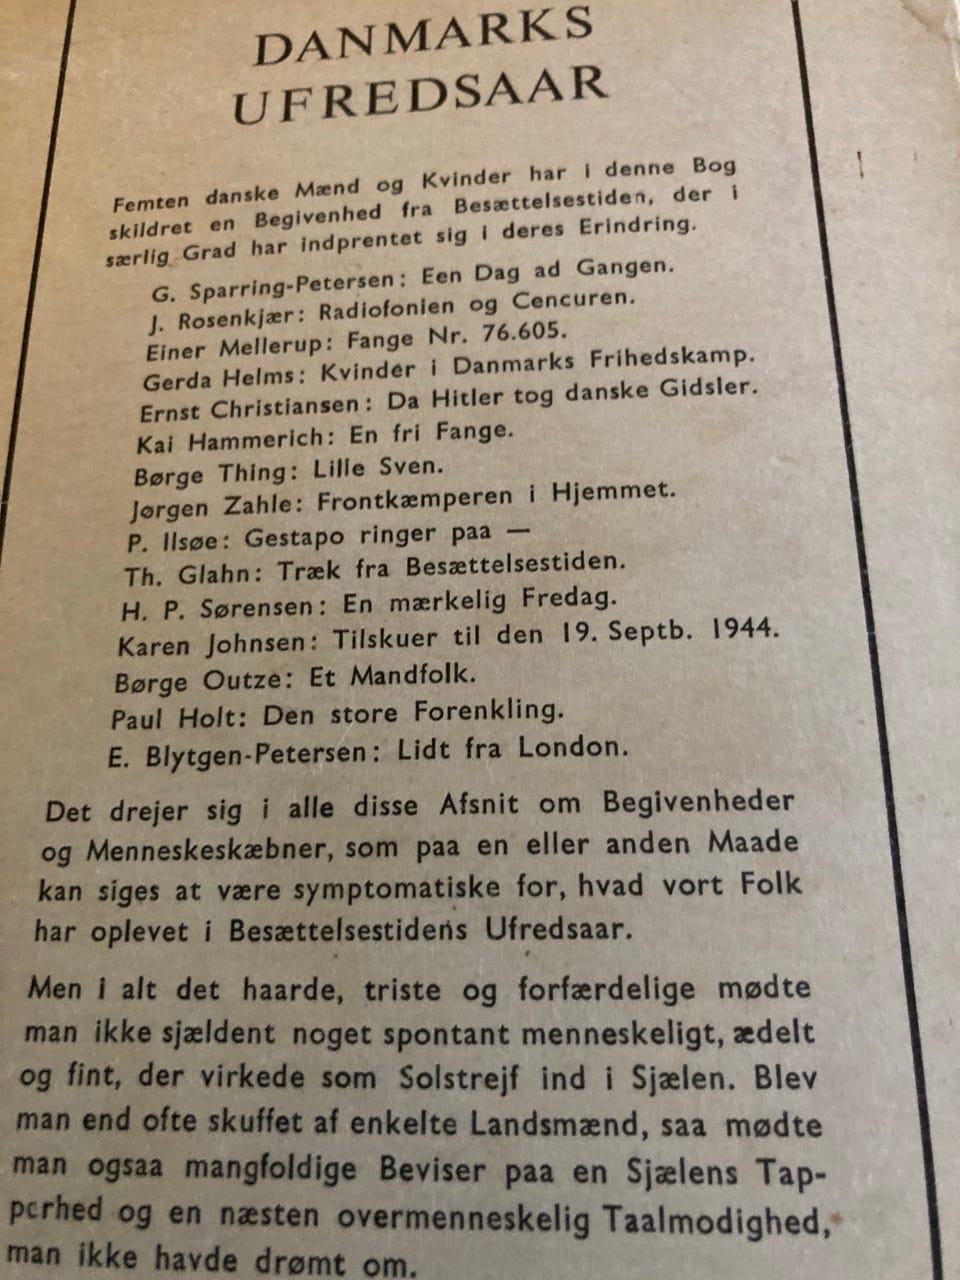 DANMARKS
UFREDSAAR
Femten danske Mænd og Kvinder har i denne Bog
skildret en Begivenhed fra Besættelsestiden, der i
særlig Grad har indprentet sig i deres Erindring.
G. Sparring-Petersen: Een Dag ad Gangen.
J. Rosenkjær: Radiofonien og Cencuren.
Einer Mellerup: Fange Nr. 76.605.
Gerda Helms: Kvinder i Danmarks Frihedskamp.
Ernst Christiansen: Da Hitler tog danske Gidsler.
Kai Hammerich: En fri Fange.
Børge Thing: Lille Sven.
Jørgen Zahle: Frontkæmperen i Hjemmet.
P. Ilsøe: Gestapo ringer paa —
Th. Glahn: Træk fra Besættelsestiden.
H. P. Sørensen: En mærkelig Fredag.
Karen Johnsen: Tilskuer til den 19. Septb. 1944.
Børge Outze: Et Mandfolk.
Paul Holt: Den store Forenkling.
E. Blytgen-Petersen: Lidt fra London.
Det drejer sig i alle disse Afsnit om Begivenheder
og Menneskeskæbner, som paa en eller anden Maade
kan siges at være symptomatiske for, hvad vort Folk
har oplevet i Besættelsestidens Ufredsaar.
Men i alt det haarde, triste og forfærdelige mødte
man ikke sjældent noget spontant menneskeligt, ædelt
og fint, der virkede som Solstrejf ind i Sjælen. Blev
man end ofte skuffet af enkelte Landsmænd, saa mødte
man ogsaa mangfoldige Beviser paa en Sjælens Tap-
perhed og en næsten overmenneskelig Taalmodighed,
man ikke havde drømt om.